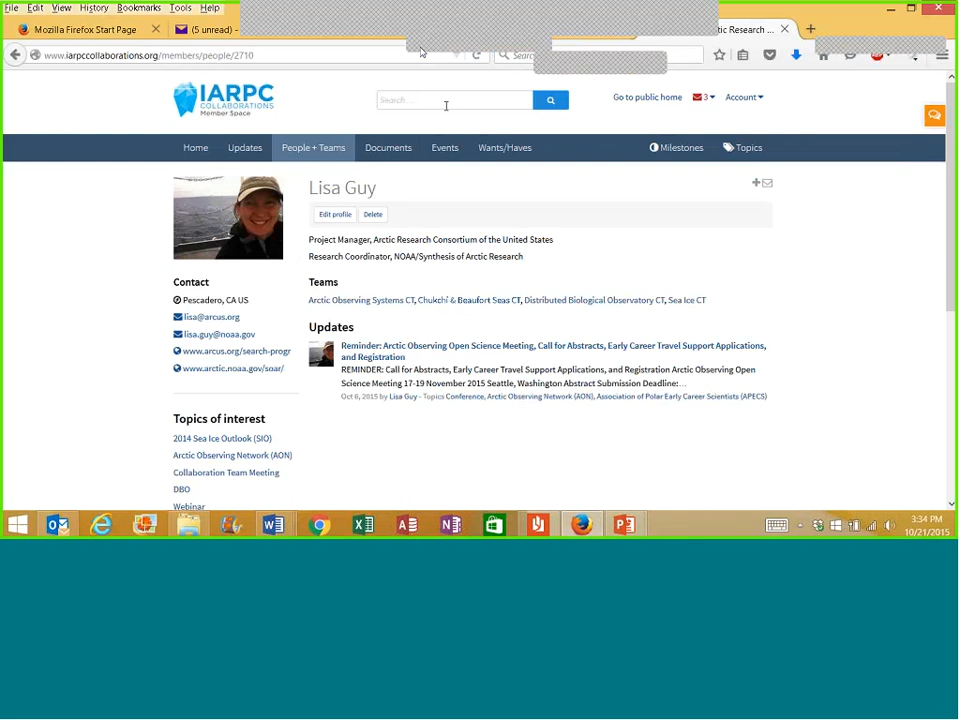 File Edit View History Bookmarks Tools Help
Mozilla Firefox Start Page (5 unread) - tic Research ...
www.iarpccollaborations.org/members/people/2710 Searc
IARPC
COLLABORATIONS
Member Space
Search ...
Go to public home 3 Account
Home Updates People + Teams Documents Events Wants/Haves Milestones Topics
Lisa Guy
Edit profile Delete
Project Manager, Arctic Research Consortium of the United States
Research Coordinator, NOAA/Synthesis of Arctic Research
Contact
Pescadero, CA US
lisa@arcus.org
lisa.guy@noaa.gov
www.arcus.org/search-progr
www.arctic.noaa.gov/soar/
Teams
Arctic Observing Systems CT, Chukchi & Beaufort Seas CT, Distributed Biological Observatory CT, Sea Ice CT
Updates
Reminder: Arctic Observing Open Science Meeting, Call for Abstracts, Early Career Travel Support Applications,
and Registration
REMINDER: Call for Abstracts, Early Career Travel Support Applications, and Registration Arctic Observing Open
Science Meeting 17-19 November 2015 Seattle, Washington Abstract Submission Deadline:...
Oct 6, 2015 by Lisa Guy - Topics Conference, Arctic Observing Network (AON), Association of Polar Early Career Scientists (APECS)
Topics of interest
2014 Sea Ice Outlook (SIO)
Arctic Observing Network (AON)
Collaboration Team Meeting
DBO
Webinar
3:34 PM
10/21/2015